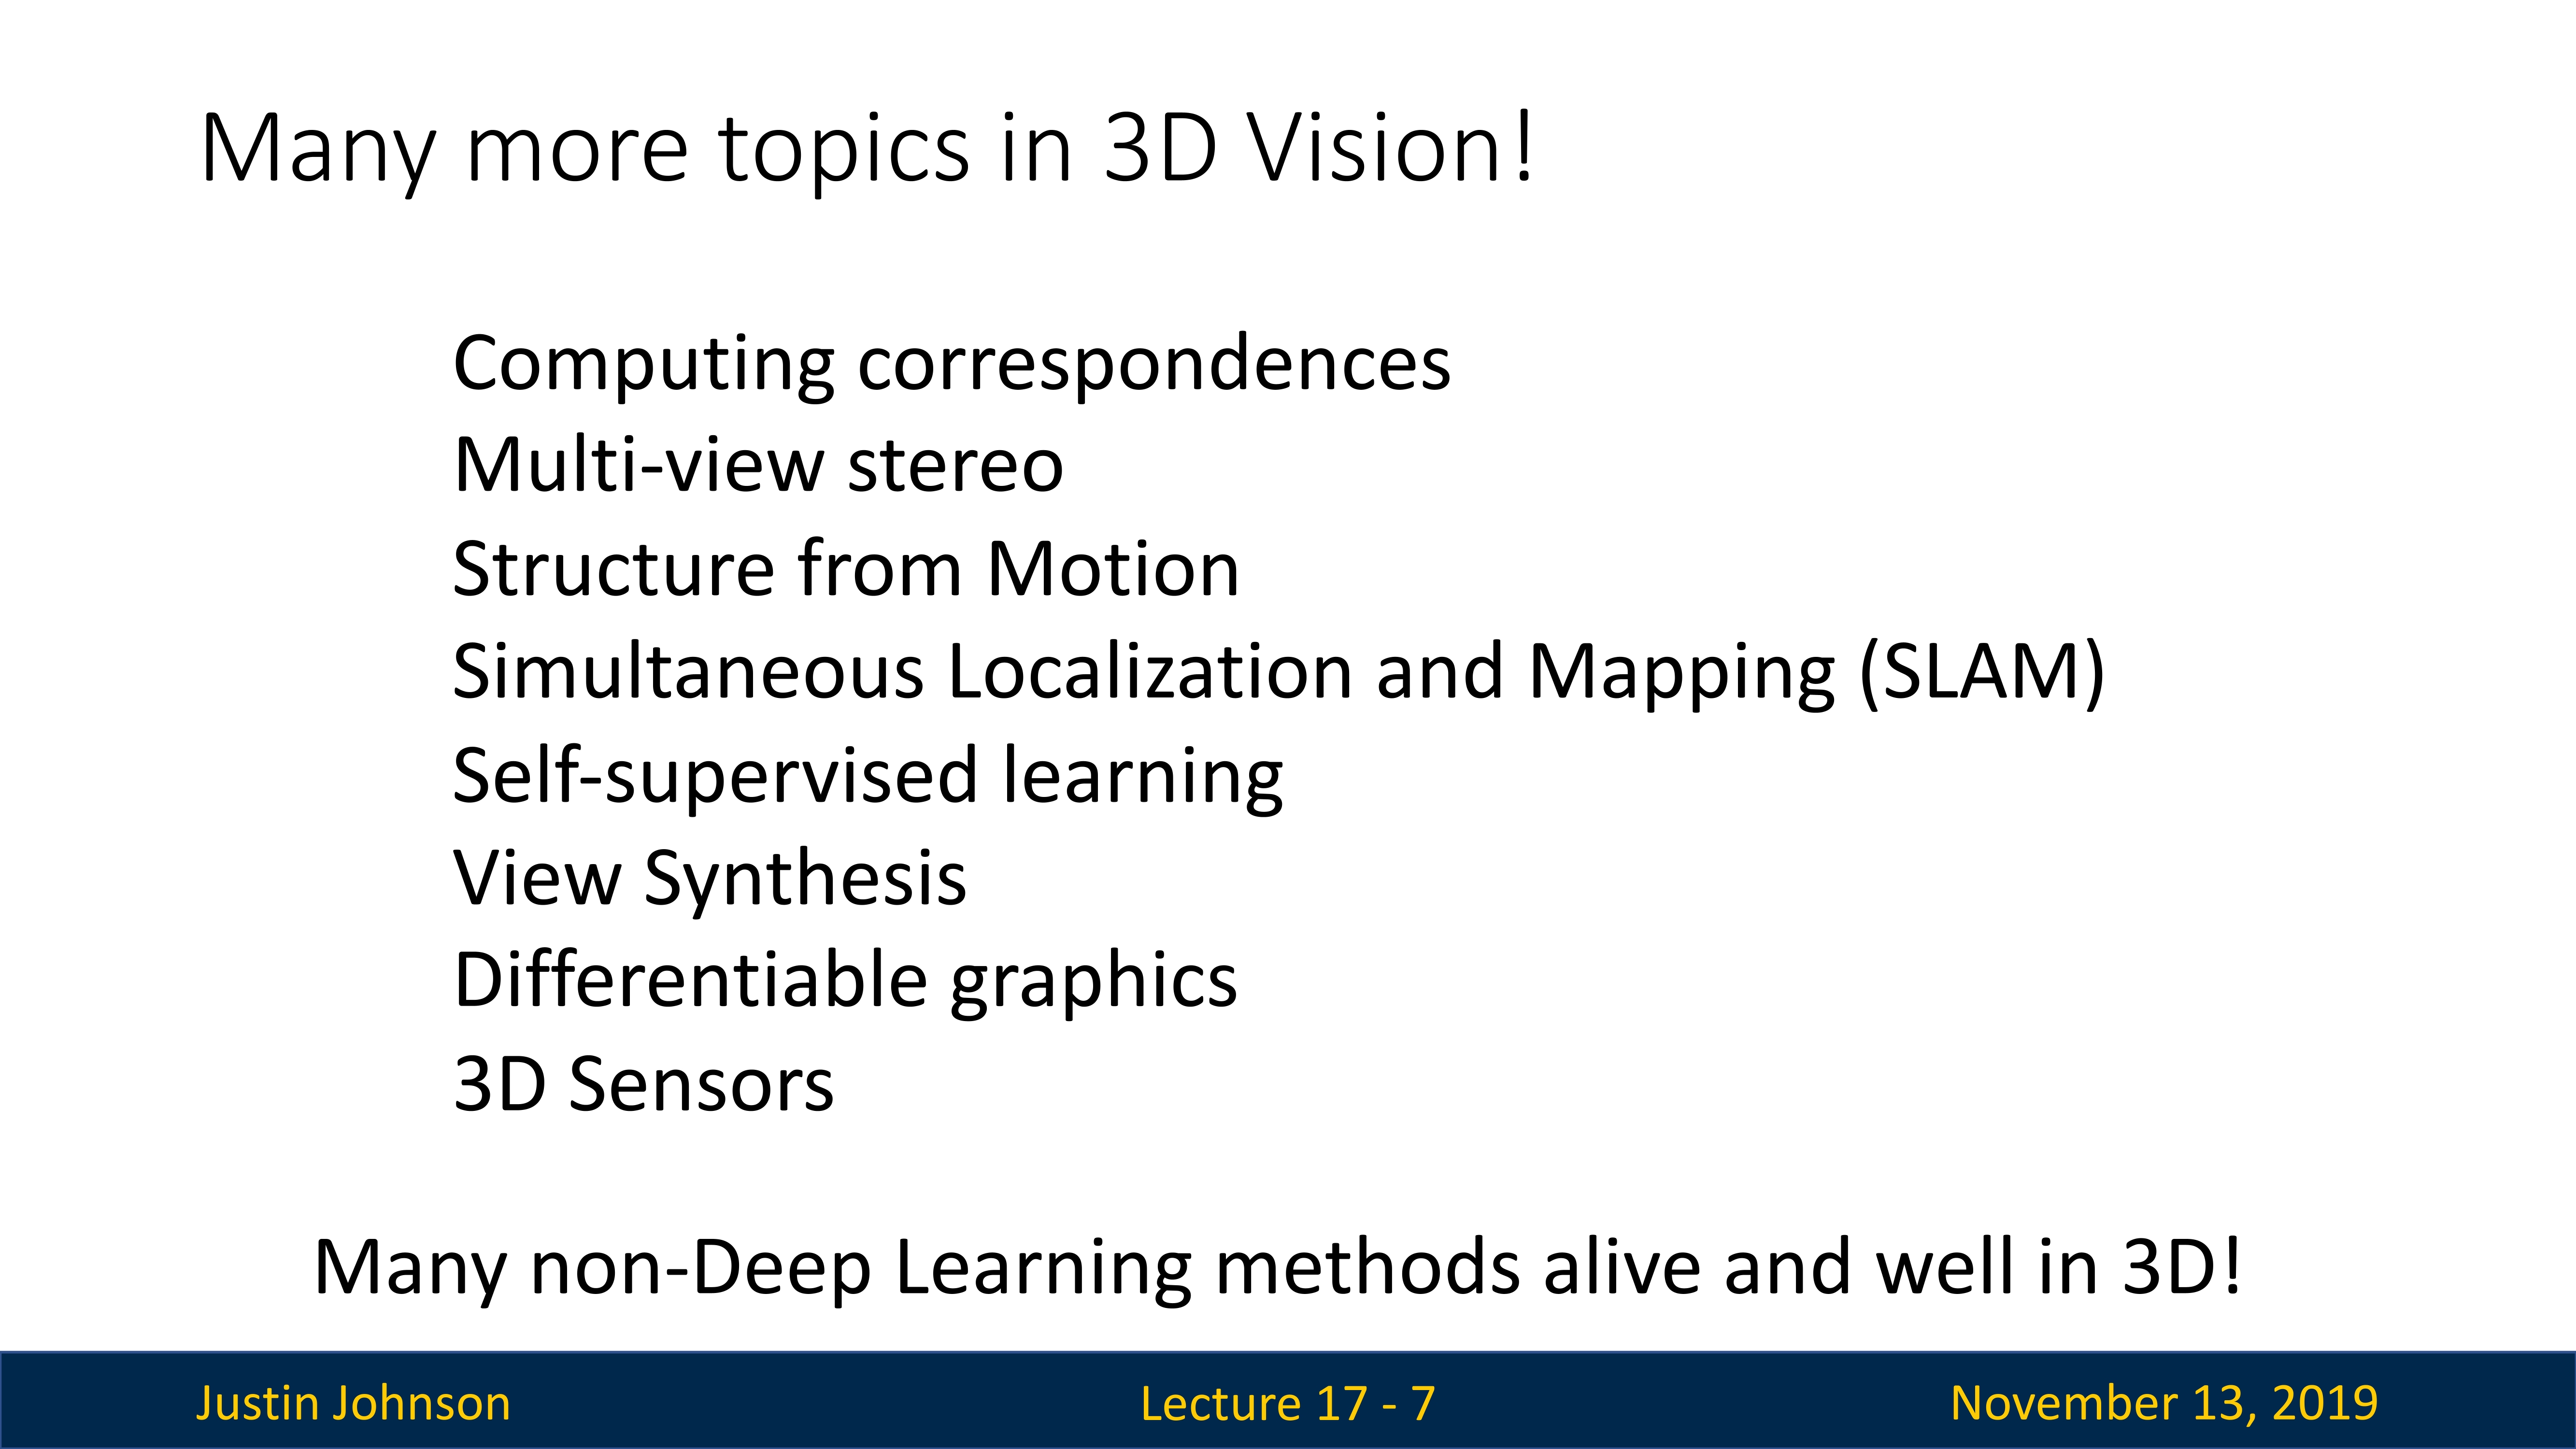 Many more topics in 3D Vision!
Computing correspondences
Multi-view stereo
Structure from Motion
Simultaneous Localization and Mapping (SLAM)
Self-supervised learning
View Synthesis
Differentiable graphics
3D Sensors
Many non-Deep Learning methods alive and well in 3D!
Justin Johnson
Lecture 17 - 7
November 13, 2019